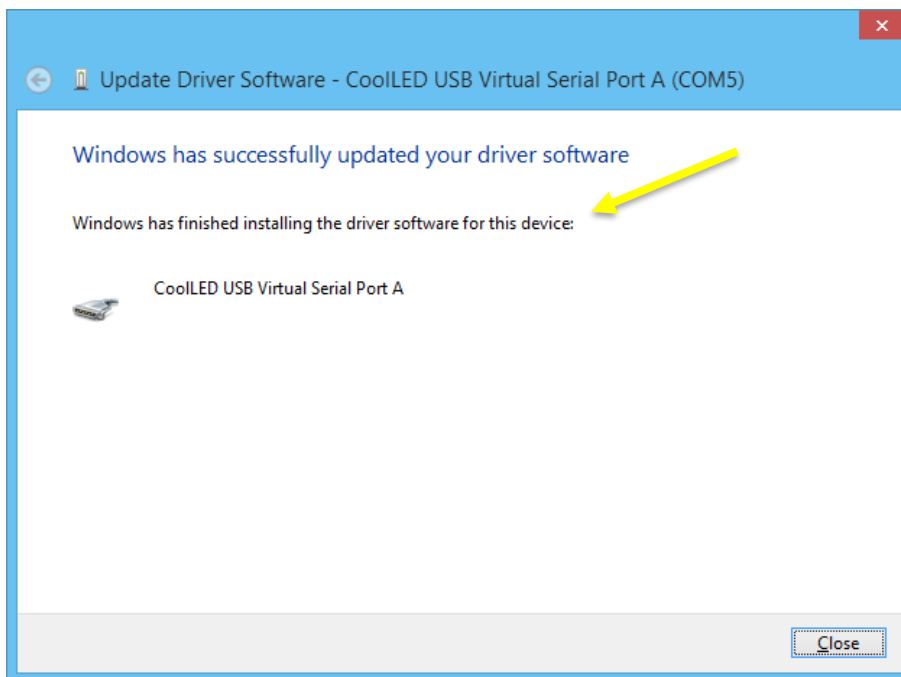 Update Driver Software - CoolLED USB Virtual Serial Port A (COM5)
Windows has successfully updated your driver software
Windows has finished installing the driver software for this device:
CoolLED USB Virtual Serial Port A
Close